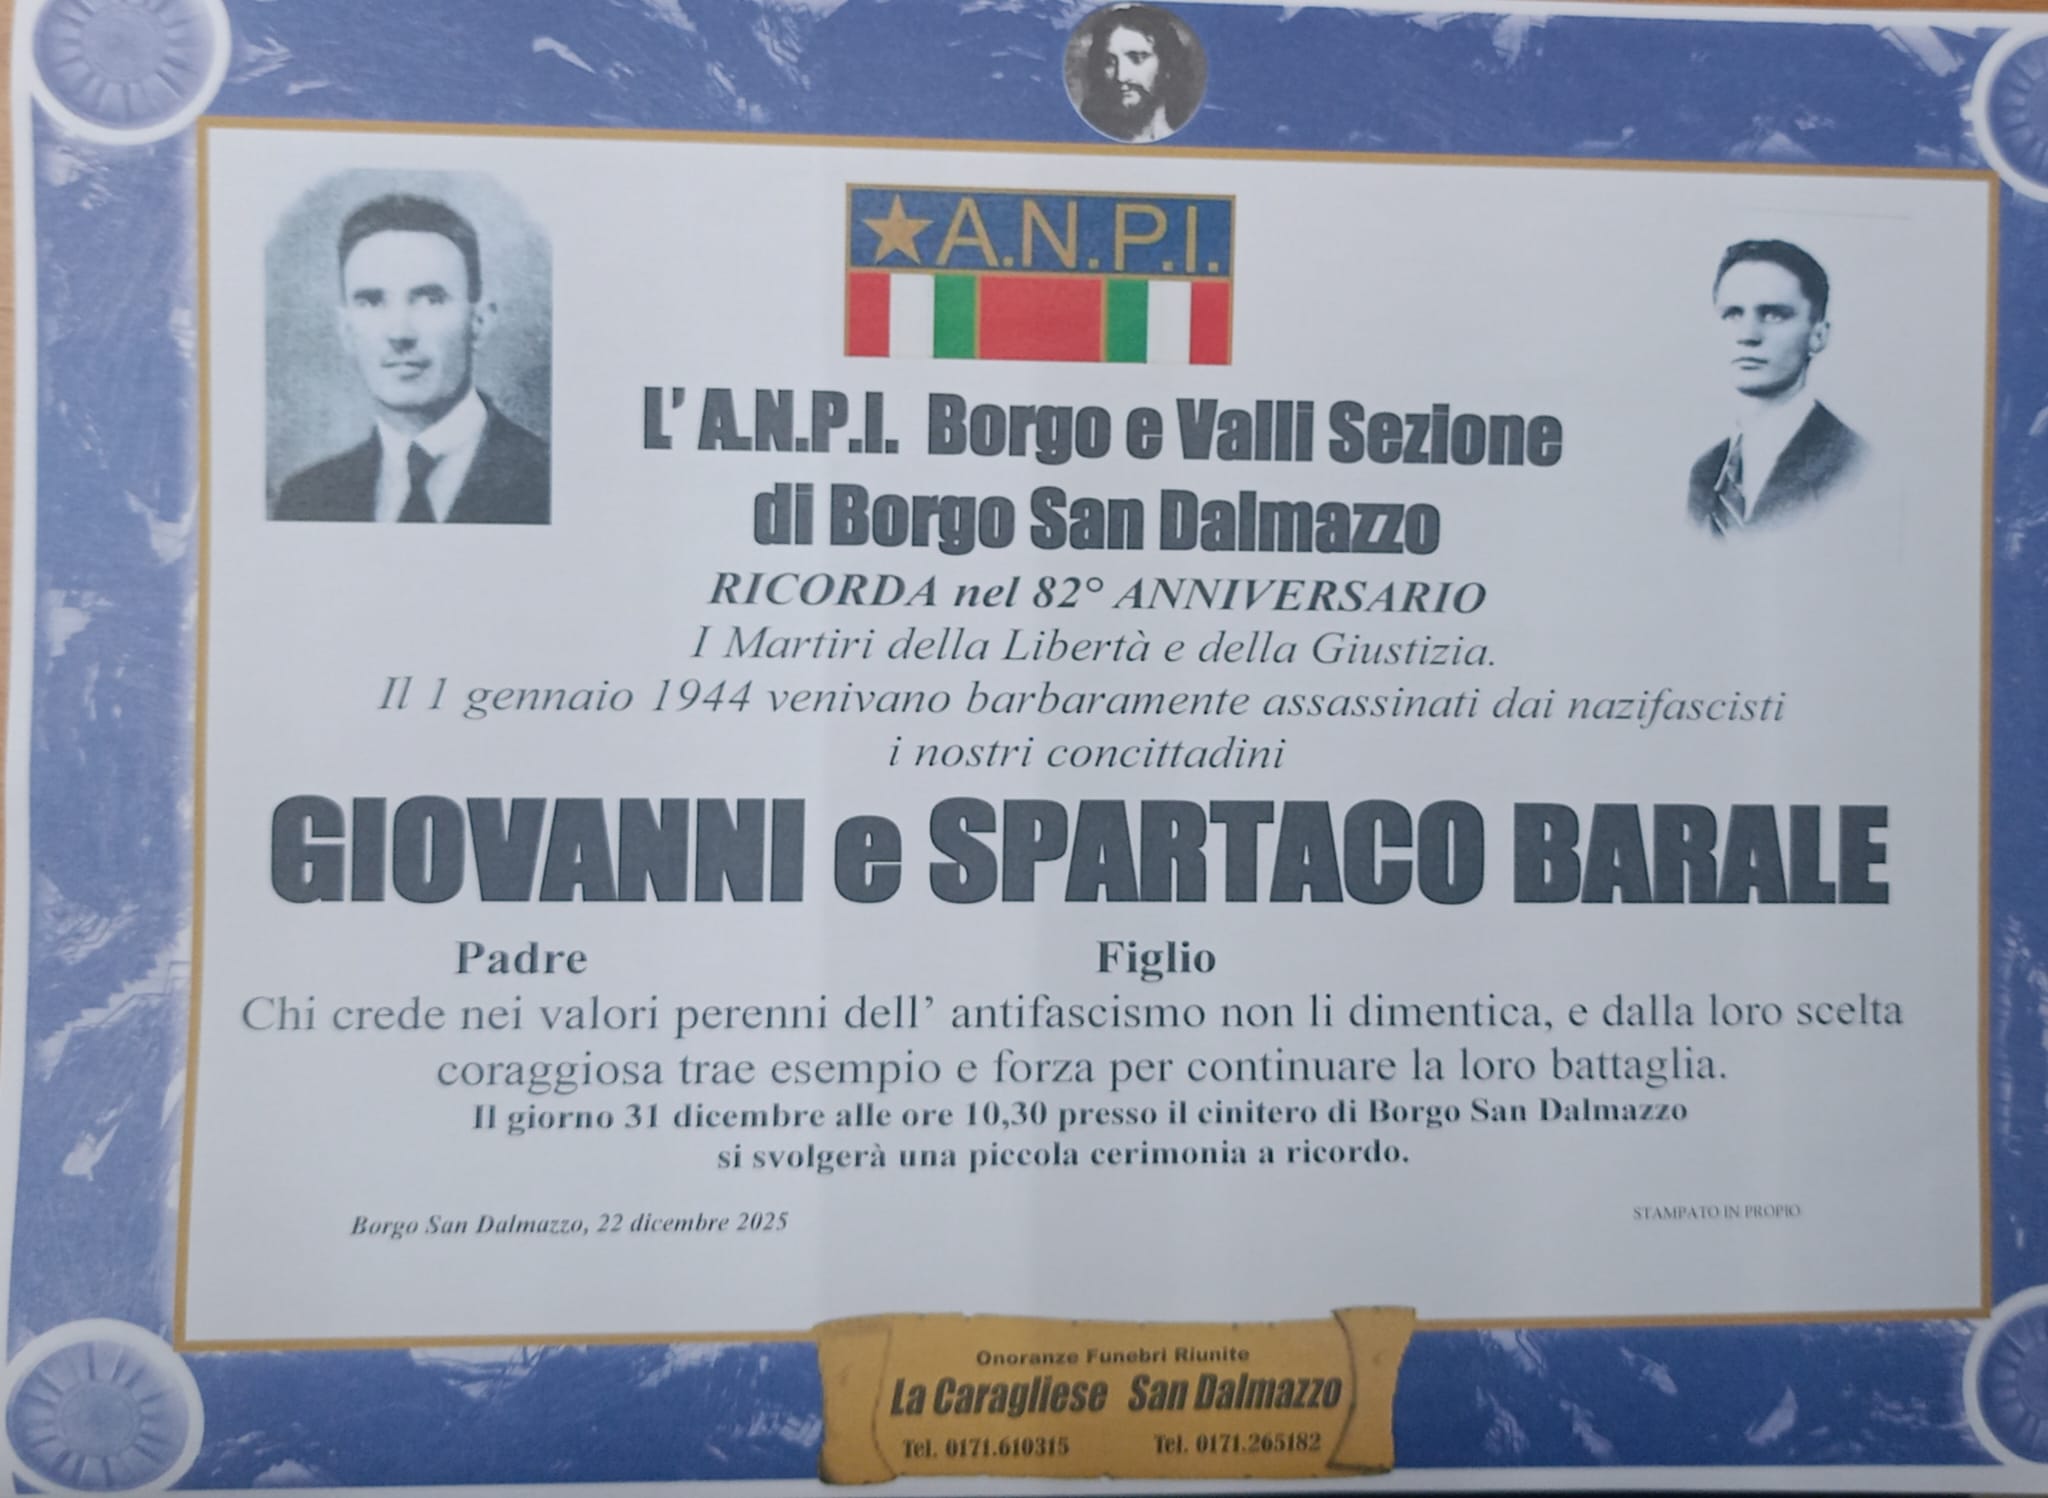 A.N.P.I.
L' A.N.P.I. Borgo e Valli Sezione
di Borgo San Dalmazzo
RICORDA nel 82° ANNIVERSARIO
I Martiri della Libertà e della Giustizia.
Il 1 gennaio 1944 venivano barbaramente assassinati dai nazifascisti
i nostri concittadini
GIOVANNI e SPARTACO BARALE
Padre Figlio
Chi crede nei valori perenni dell' antifascismo non li dimentica, e dalla loro scelta
coraggiosa trae esempio e forza per continuare la loro battaglia.
Il giorno 31 dicembre alle ore 10,30 presso il cinitero di Borgo San Dalmazzo
si svolgerà una piccola cerimonia a ricordo.
Borgo San Dalmazzo, 22 dicembre 2025
STAMPATO IN PROPIO
Onoranze Funebri Riunite
La Caragliese San Dalmazzo
Tel. 0171.610315 Tel. 0171.265182